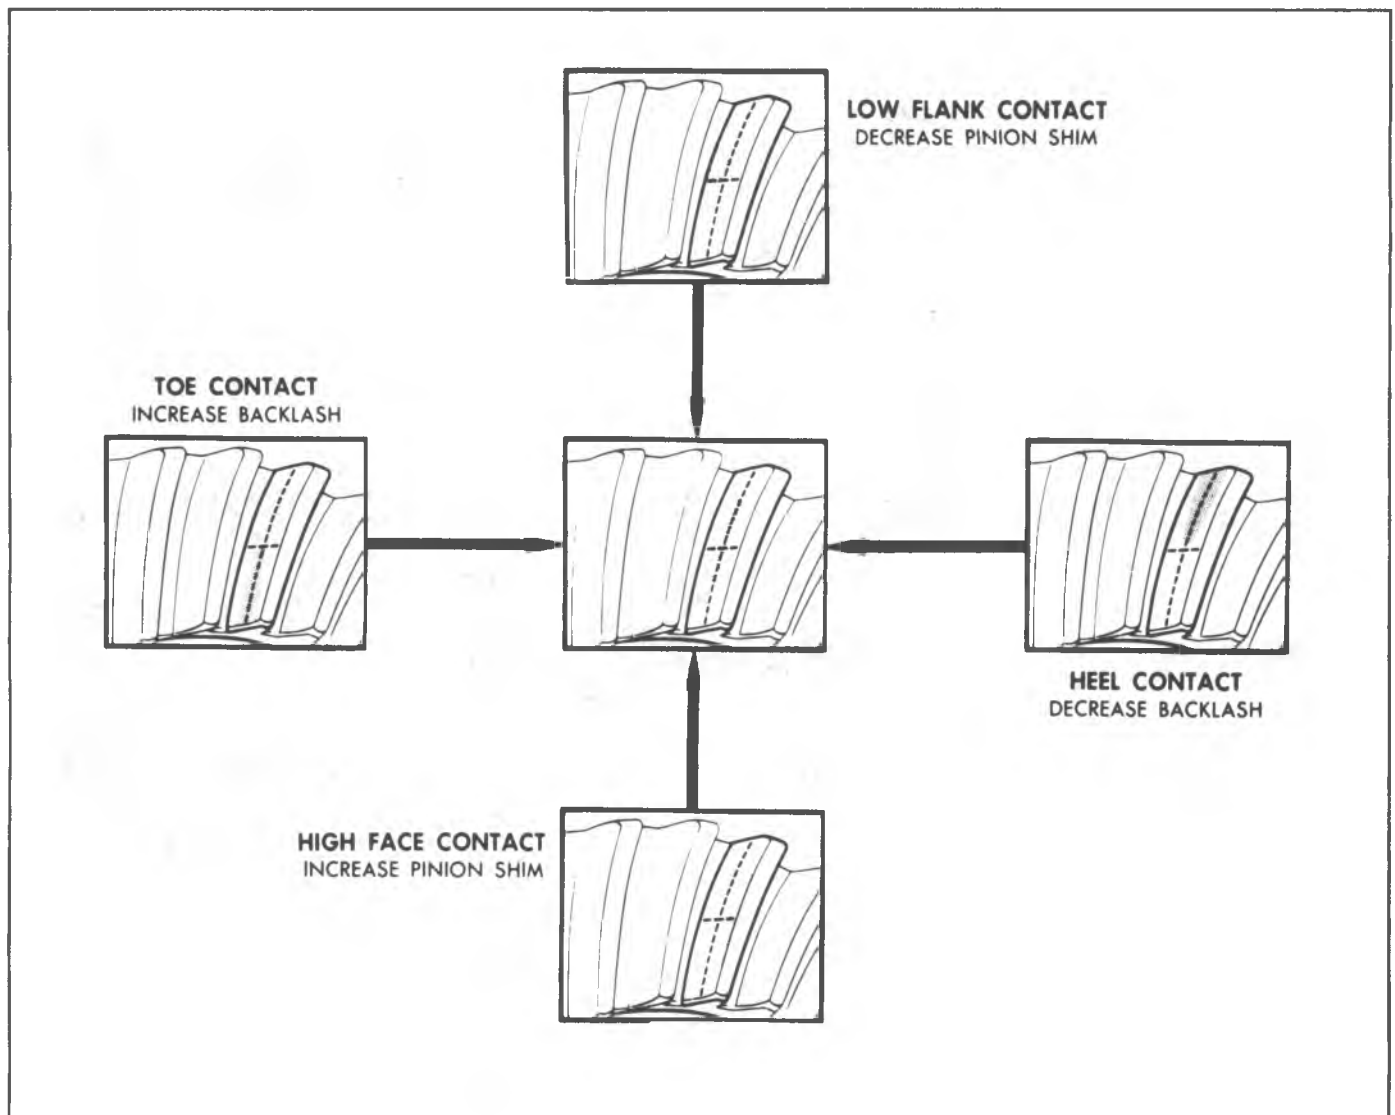 LOW FLANK CONTACT
DECREASE PINION SHIM
TOE CONTACT
INCREASE BACKLASH
HEEL CONTACT
DECREASE BACKLASH
HIGH FACE CONTACT
INCREASE PINION SHIM